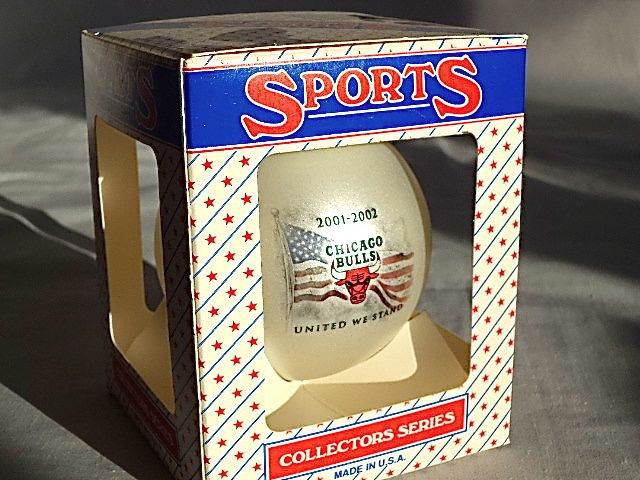 SPORTS
2001-2002
CHICAGO
BULLS
UNITED WE STAND
COLLECTORS SERIES
MADE IN U.S.A.